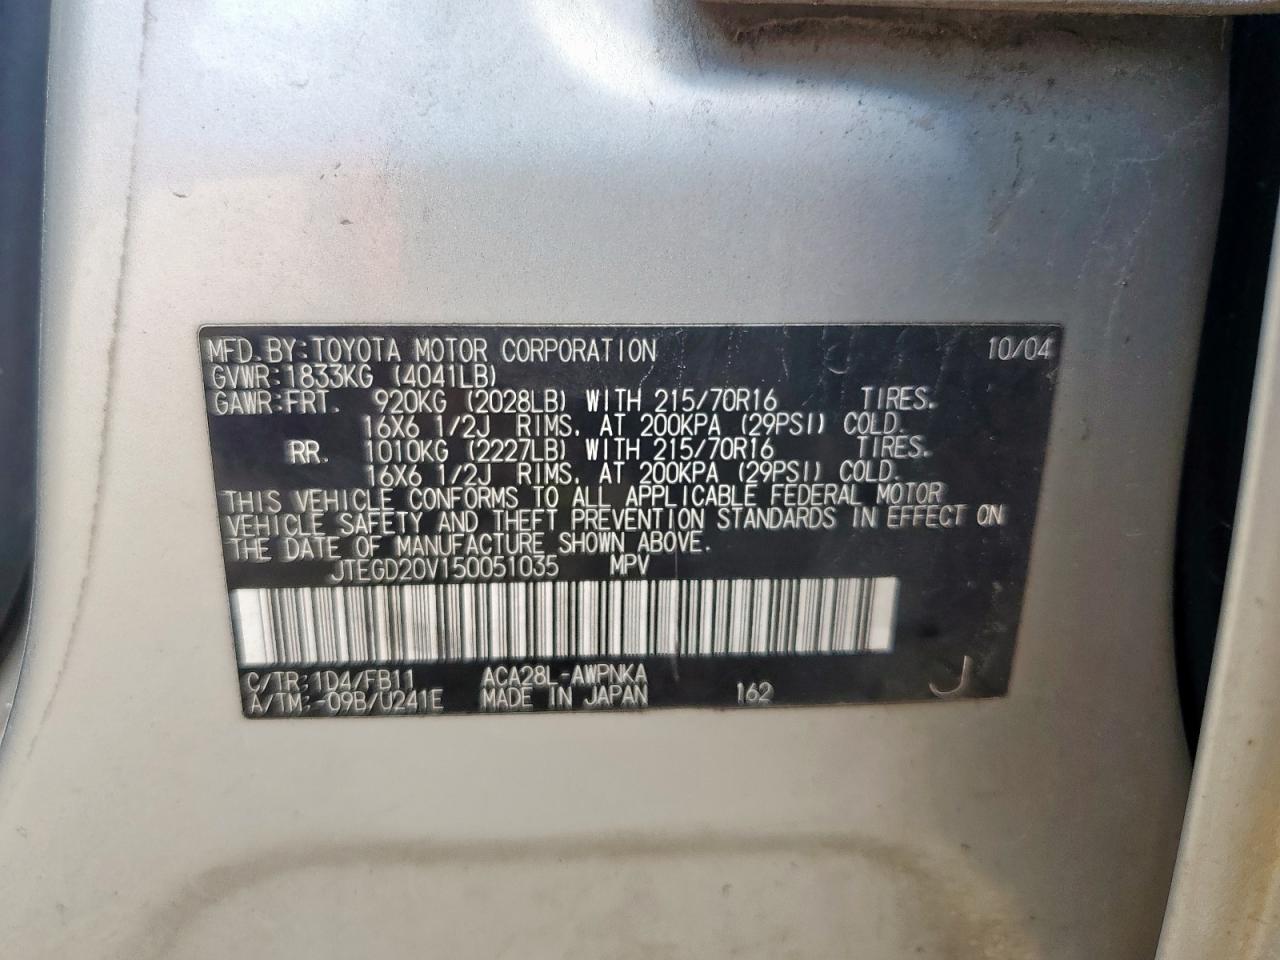 MFD. BY: TOYOTA MOTOR CORPORATION 10/04
GVWR: 1833KG (4041LB)
GAWR: FRT. 920KG (2028LB) WITH 215/70R16 TIRES.
16X6 1/2J RIMS. AT 200KPA (29PSI) COLD.
RR. 1010KG (2227LB) WITH 215/70R16 TIRES.
16X6 1/2J RIMS. AT 200KPA (29PSI) COLD.
THIS VEHICLE CONFORMS TO ALL APPLICABLE FEDERAL MOTOR
VEHICLE SAFETY AND THEFT PREVENTION STANDARDS IN EFFECT ON
THE DATE OF MANUFACTURE SHOWN ABOVE.
JTEGD20V150051035 MPV
C/TR: 1D4/FB11 ACA28L-AWPNKA
A/TM: -09B/U241E MADE IN JAPAN 162 J